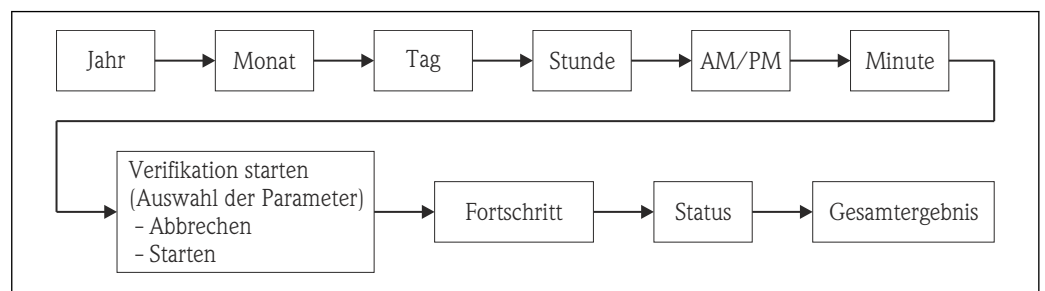 Jahr
Monat
Tag
Stunde
AM/PM
Minute
Verifikation starten
(Auswahl der Parameter)
– Abbrechen
– Starten
Fortschritt
Status
Gesamtergebnis